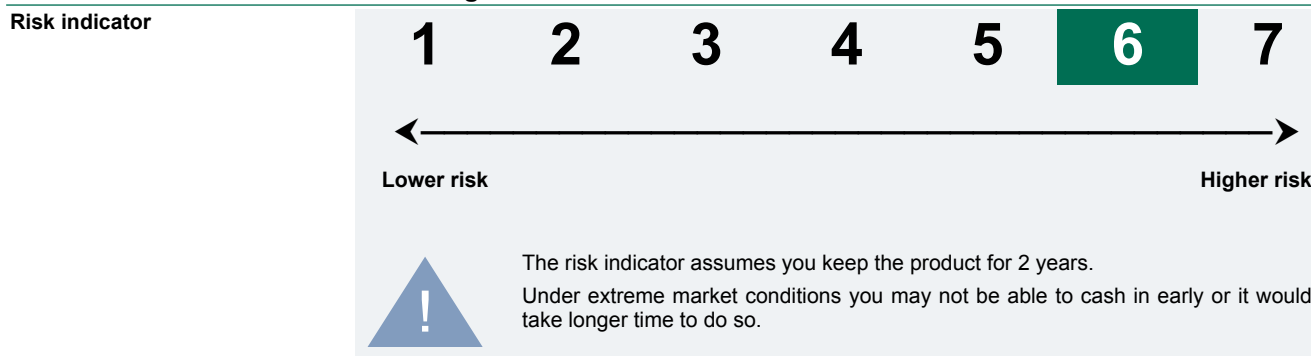 Risk indicator
1 2 3 4 5 6 7
Lower risk Higher risk
!
The risk indicator assumes you keep the product for 2 years.
Under extreme market conditions you may not be able to cash in early or it would
take longer time to do so.